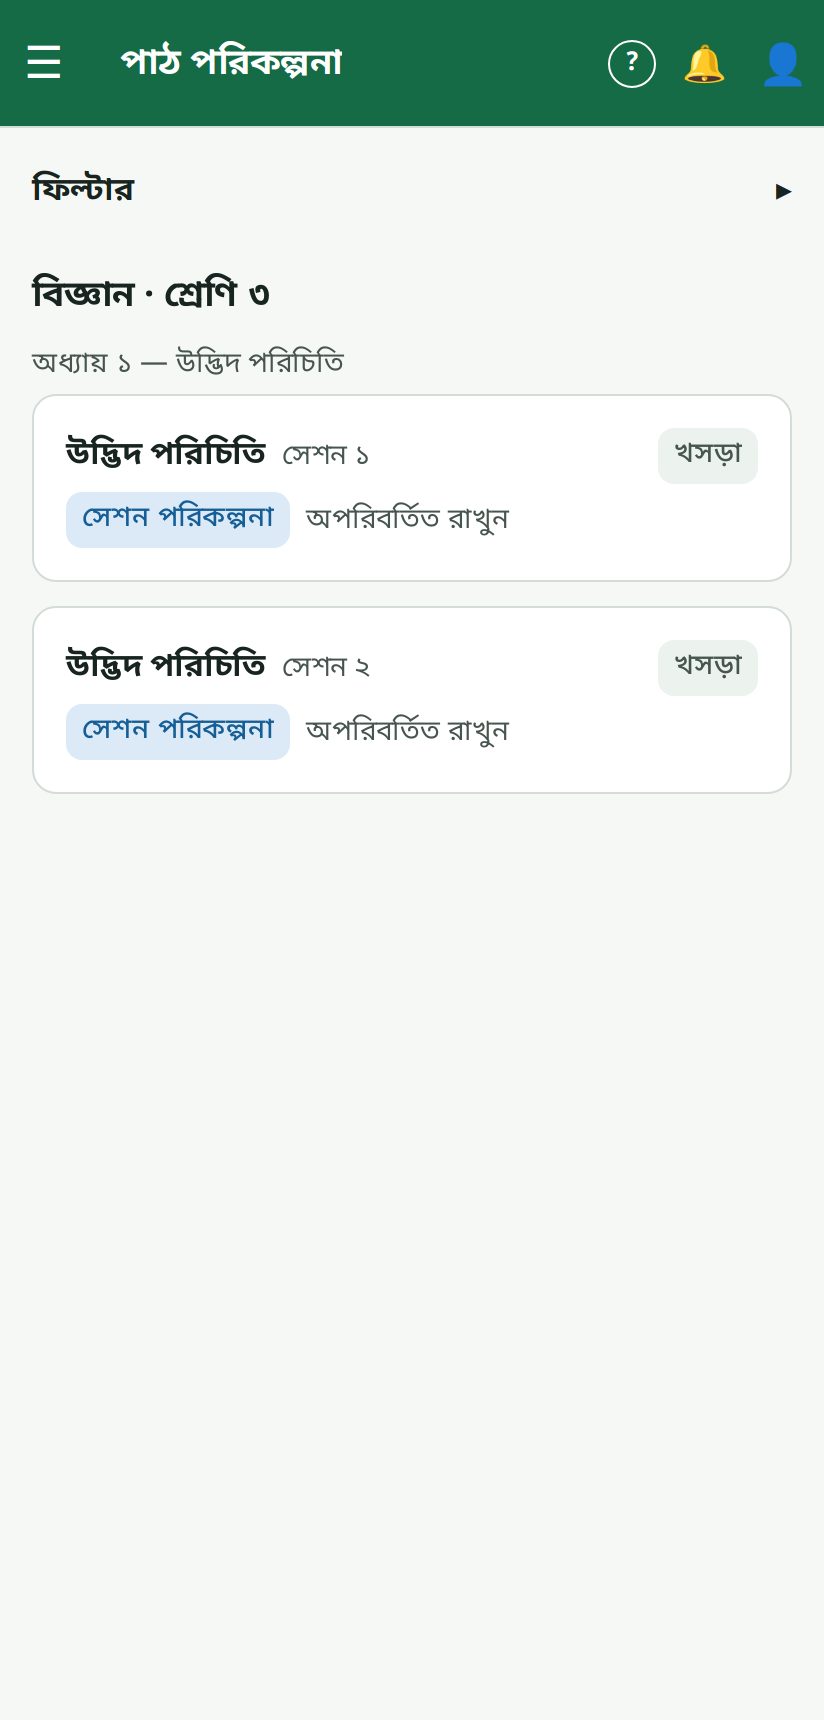 ☰ পাঠ পরিকল্পনা ?
ফিল্টার ▸
বিজ্ঞান · শ্রেণি ৩
অধ্যায় ১ — উদ্ভিদ পরিচিতি
উদ্ভিদ পরিচিতি সেশন ১ খসড়া
সেশন পরিকল্পনা অপরিবর্তিত রাখুন
উদ্ভিদ পরিচিতি সেশন ২ খসড়া
সেশন পরিকল্পনা অপরিবর্তিত রাখুন